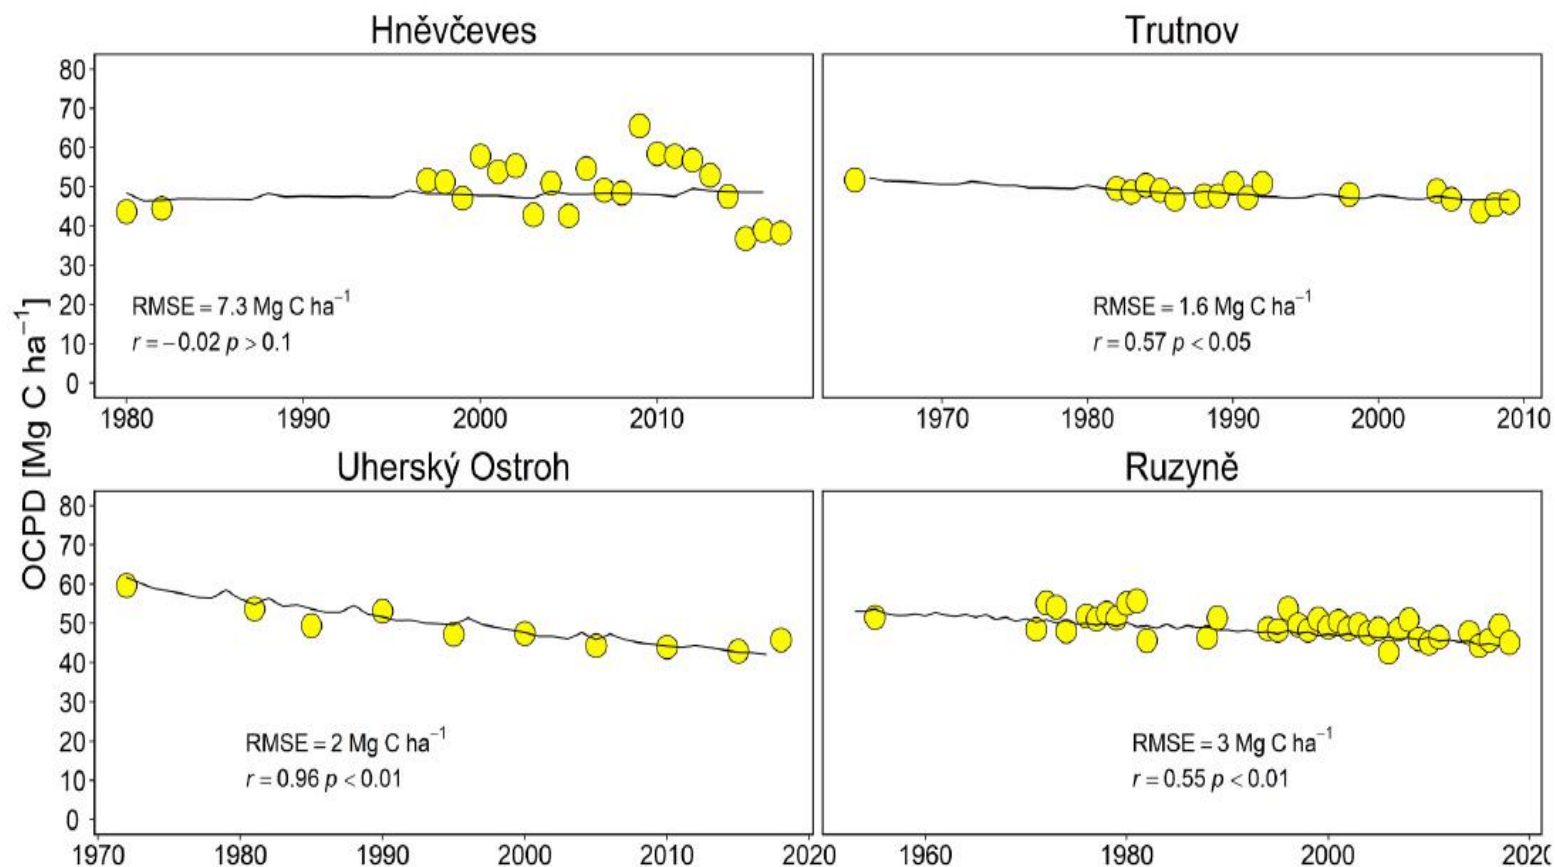 Hněvčeves
Trutnov
OCPD [Mg C ha⁻¹]
80
70
60
50
40
30
20
10
0
RMSE = 7.3 Mg C ha⁻¹
r = −0.02 p > 0.1
RMSE = 1.6 Mg C ha⁻¹
r = 0.57 p < 0.05
1980 1990 2000 2010
1970 1980 1990 2000 2010
Uherský Ostroh
Ruzyně
80
70
60
50
40
30
20
10
0
RMSE = 2 Mg C ha⁻¹
r = 0.96 p < 0.01
RMSE = 3 Mg C ha⁻¹
r = 0.55 p < 0.01
1970 1980 1990 2000 2010 2020
1960 1980 2000 2020